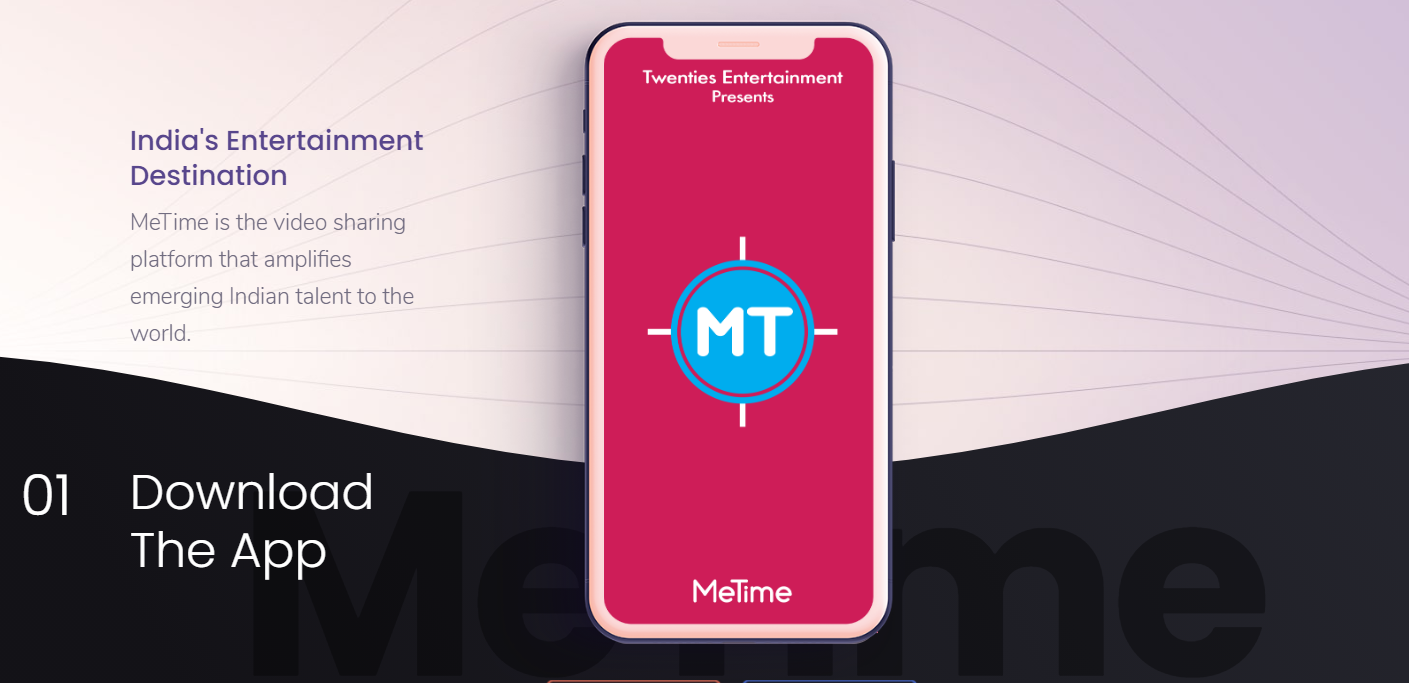 Twenties Entertainment
Presents
India's Entertainment
Destination
MeTime is the video sharing
platform that amplifies
emerging Indian talent to the
world.
MT
01
Download
The App
MeTime
MeTime